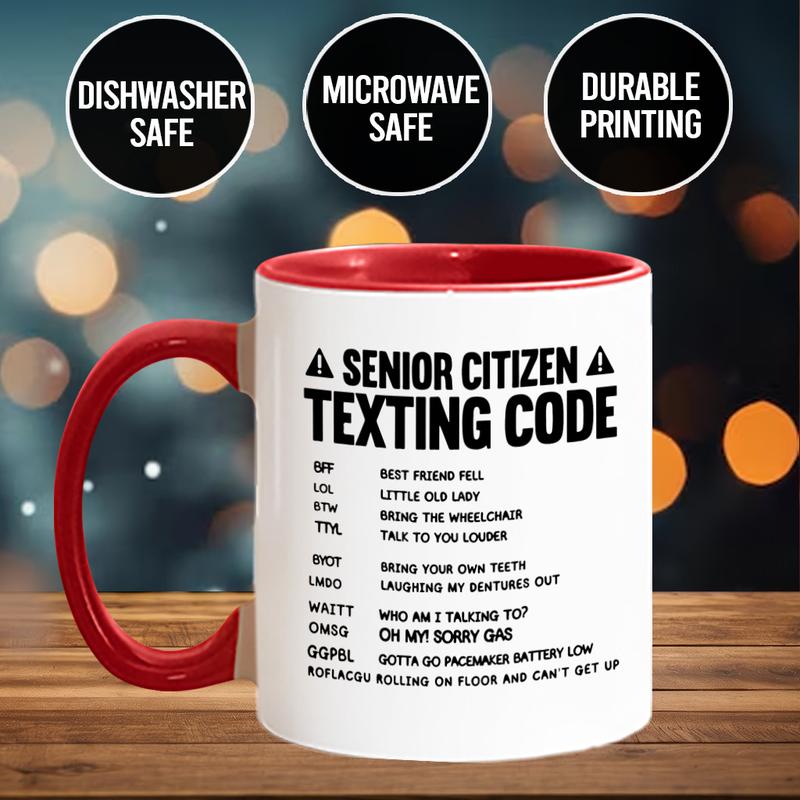 DISHWASHER
SAFE
MICROWAVE
SAFE
DURABLE
PRINTING
SENIOR CITIZEN
TEXTING CODE
BFF BEST FRIEND FELL
LOL LITTLE OLD LADY
BTW BRING THE WHEELCHAIR
TTYL TALK TO YOU LOUDER
BYOT BRING YOUR OWN TEETH
LMDO LAUGHING MY DENTURES OUT
WAITT WHO AM I TALKING TO?
OMSG OH MY! SORRY GAS
GGPBL GOTTA GO PACEMAKER BATTERY LOW
ROFLACGU ROLLING ON FLOOR AND CAN'T GET UP